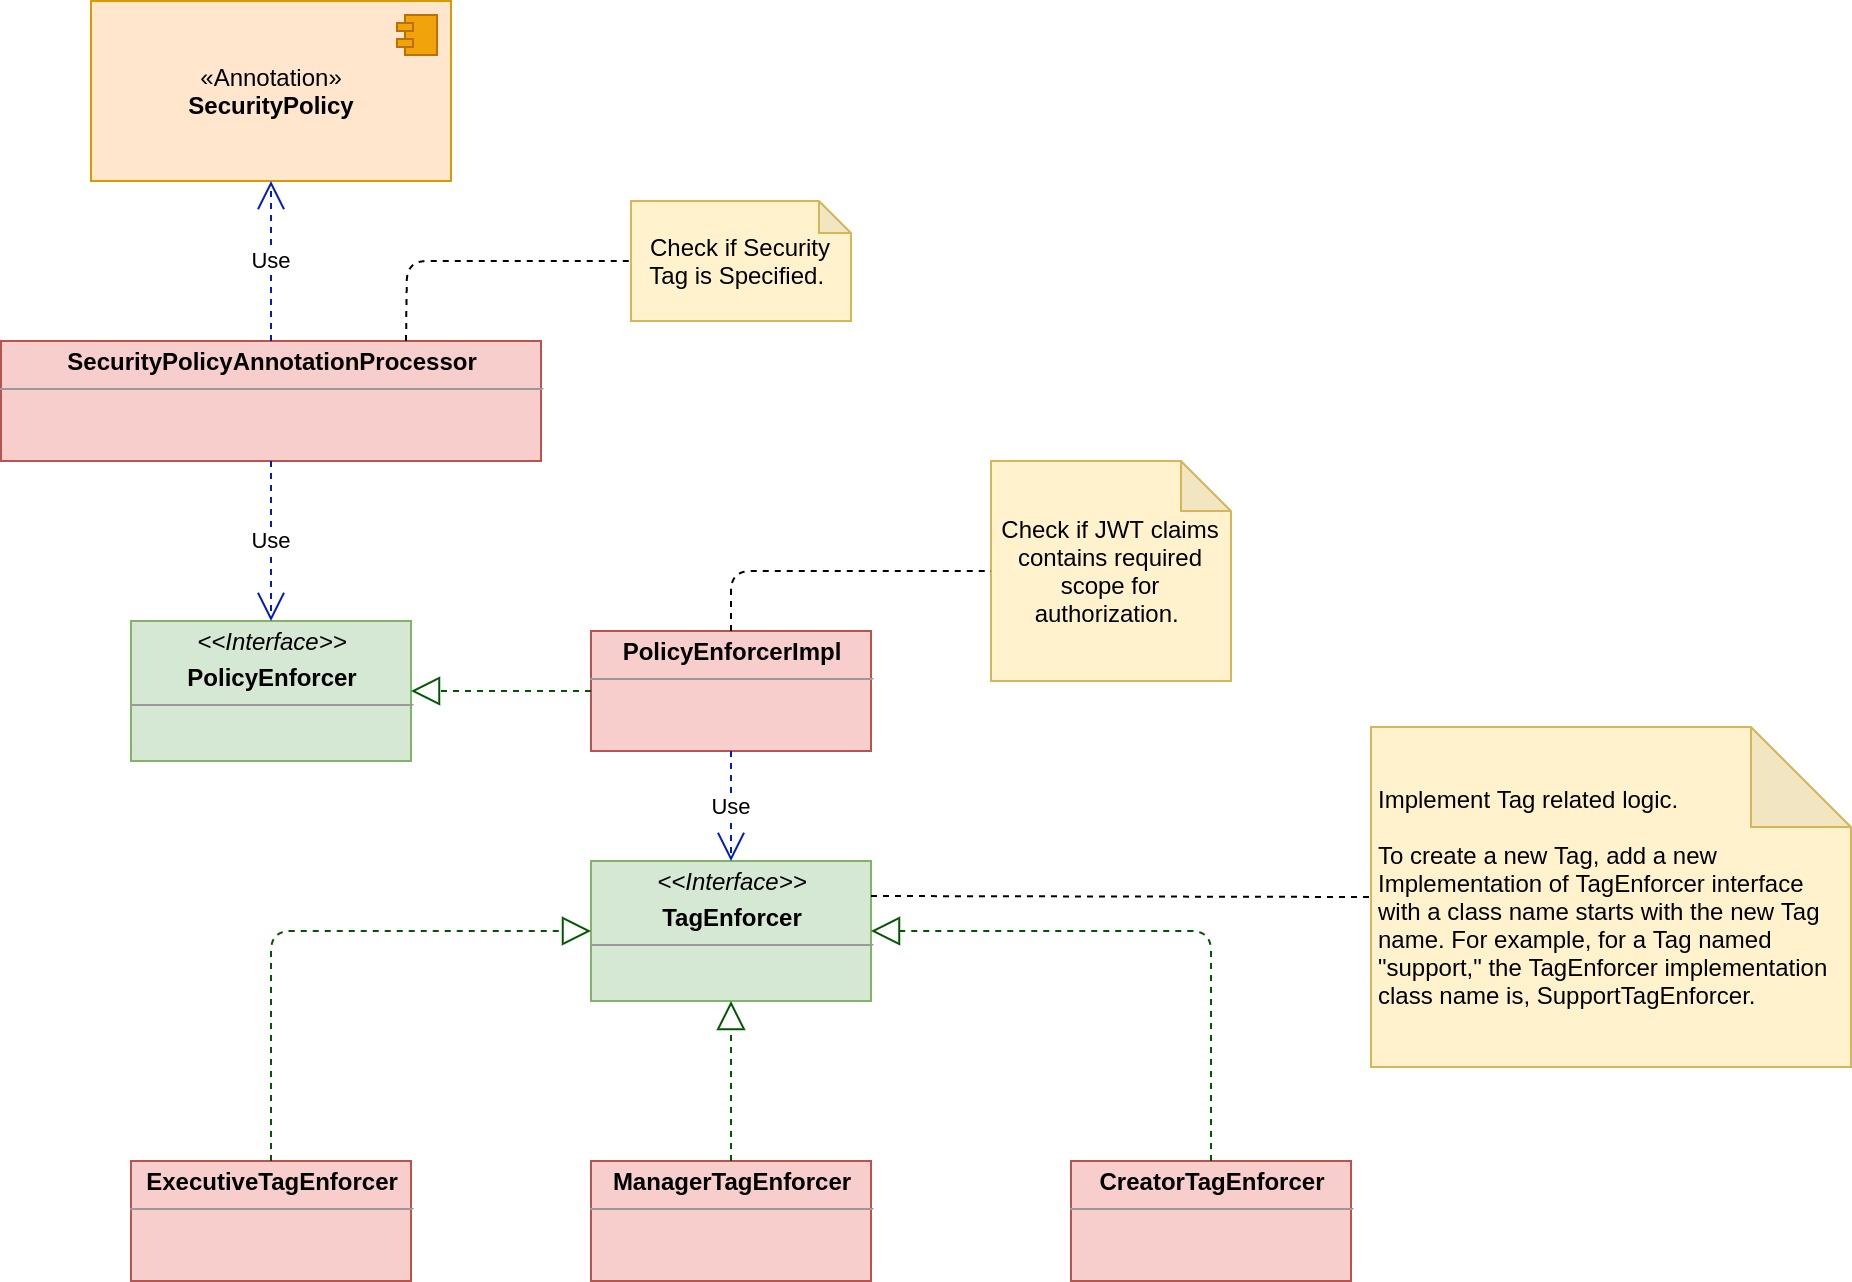 «Annotation»
SecurityPolicy
Use
Check if Security
Tag is Specified.
SecurityPolicyAnnotationProcessor
Use
Check if JWT claims
contains required
scope for
authorization.
<<Interface>>
PolicyEnforcer
PolicyEnforcerImpl
Use
Implement Tag related logic.
To create a new Tag, add a new
Implementation of TagEnforcer interface
with a class name starts with the new Tag
name. For example, for a Tag named
"support," the TagEnforcer implementation
class name is, SupportTagEnforcer.
<<Interface>>
TagEnforcer
ExecutiveTagEnforcer
ManagerTagEnforcer
CreatorTagEnforcer